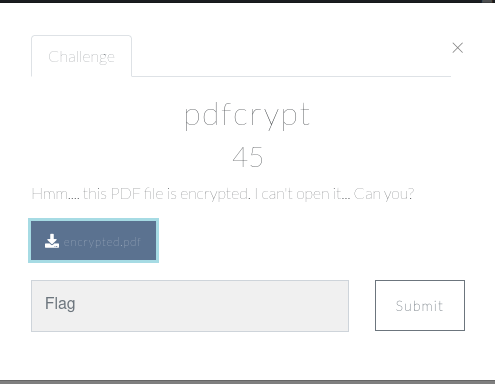 Challenge
×
pdfcrypt
45
Hmm.... this PDF file is encrypted. I can't open it... Can you?
encrypted.pdf
Flag
Submit